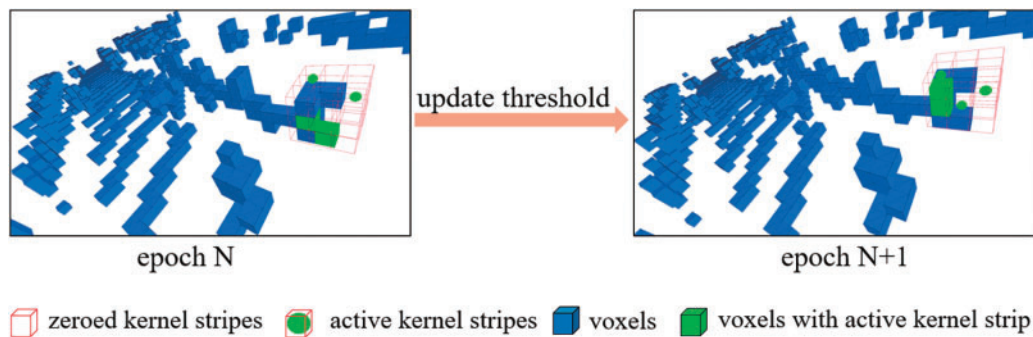 update threshold
epoch N
epoch N+1
zeroed kernel stripes
active kernel stripes
voxels
voxels with active kernel strip